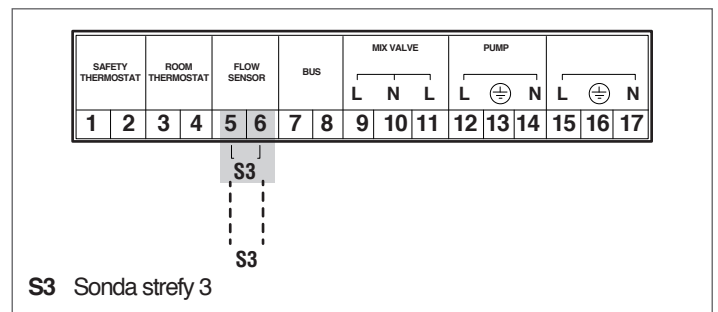 SAFETY THERMOSTAT ROOM THERMOSTAT FLOW SENSOR BUS MIX VALVE PUMP
L N L L N L N
1 2 3 4 5 6 7 8 9 10 11 12 13 14 15 16 17
S3
S3
S3 Sonda strefy 3